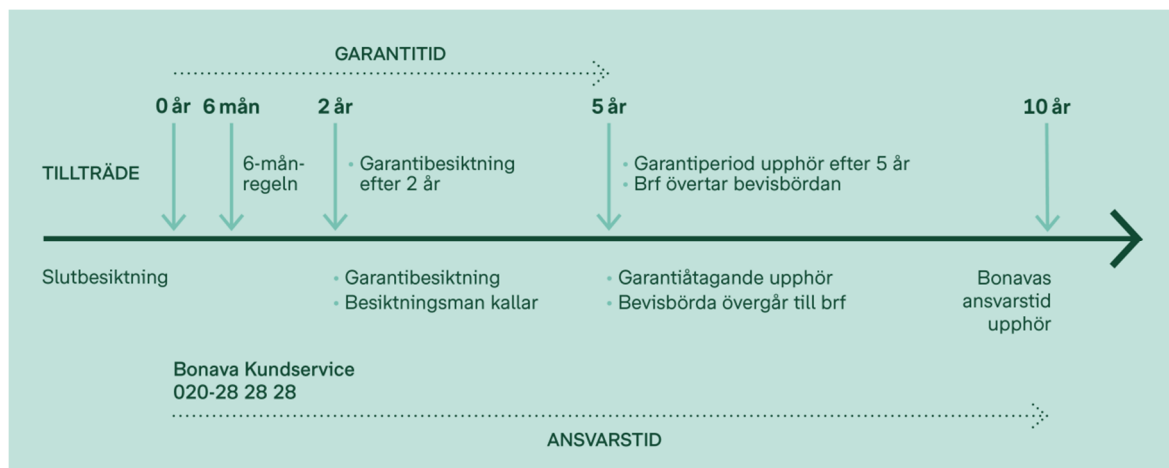 GARANTITID
0 år
6 mån
2 år
5 år
10 år
TILLTRÄDE
6-mån-
regeln
• Garantibesiktning
efter 2 år
• Garantiperiod upphör efter 5 år
• Brf övertar bevisbördan
Slutbesiktning
• Garantibesiktning
• Besiktningsman kallar
• Garantiåtagande upphör
• Bevisbörda övergår till brf
Bonavas
ansvarstid
upphör
Bonava Kundservice
020-28 28 28
ANSVARSTID